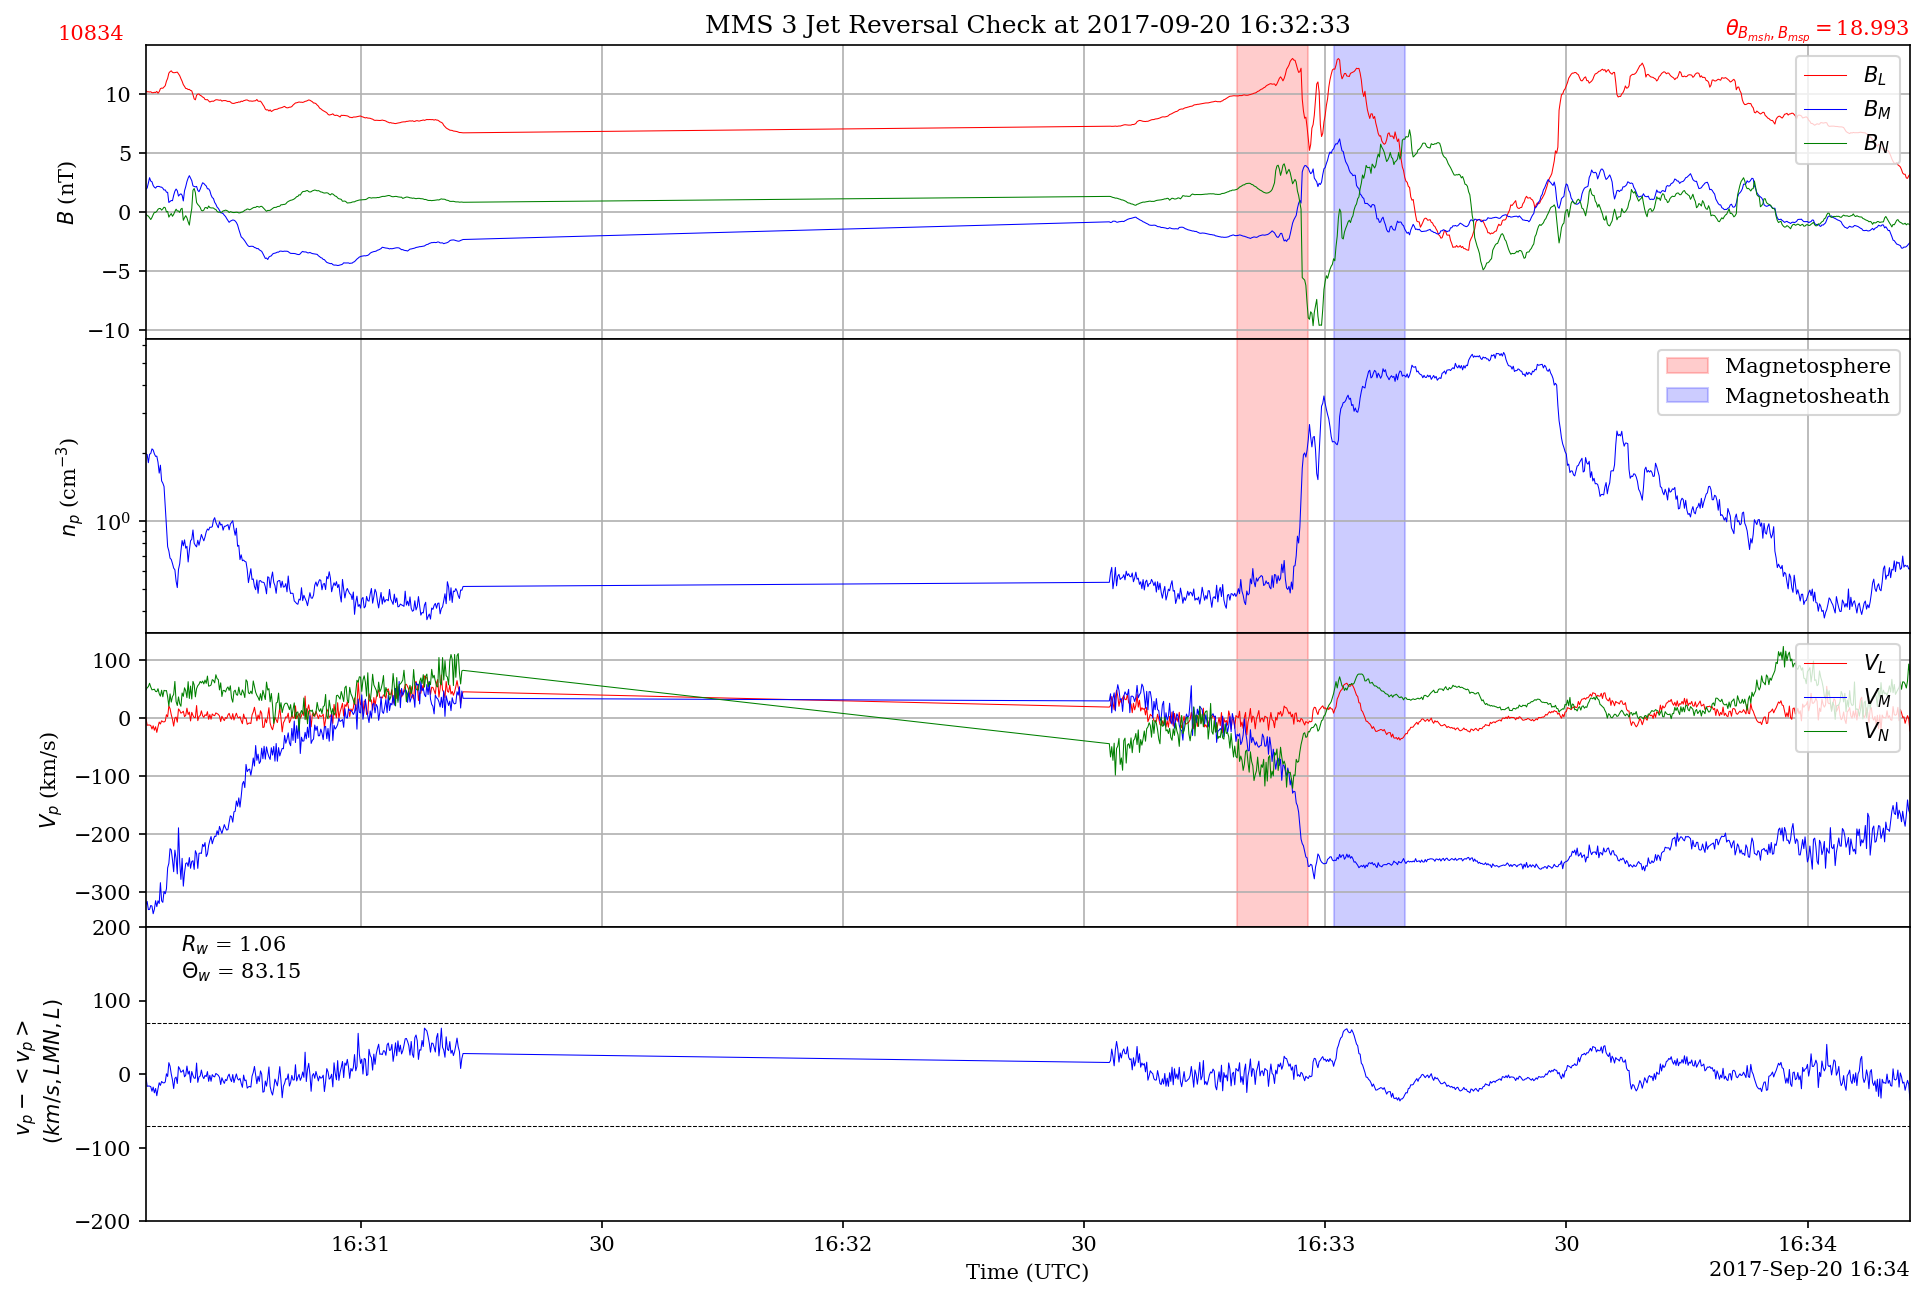 MMS 3 Jet Reversal Check at 2017-09-20 16:32:33
10834
θ_{B_{msh}, B_{msp}} = 18.993
10
5
0
−5
−10
B (nT)
B_L
B_M
B_N
10⁰
n_p (cm⁻³)
Magnetosphere
Magnetosheath
100
0
−100
−200
−300
V_p (km/s)
V_L
V_M
V_N
200
100
0
−100
−200
v_p − <v_p>
(km/s, LMN, L)
R_w = 1.06
Θ_w = 83.15
16:31
30
16:32
30
16:33
30
16:34
Time (UTC)
2017-Sep-20 16:34